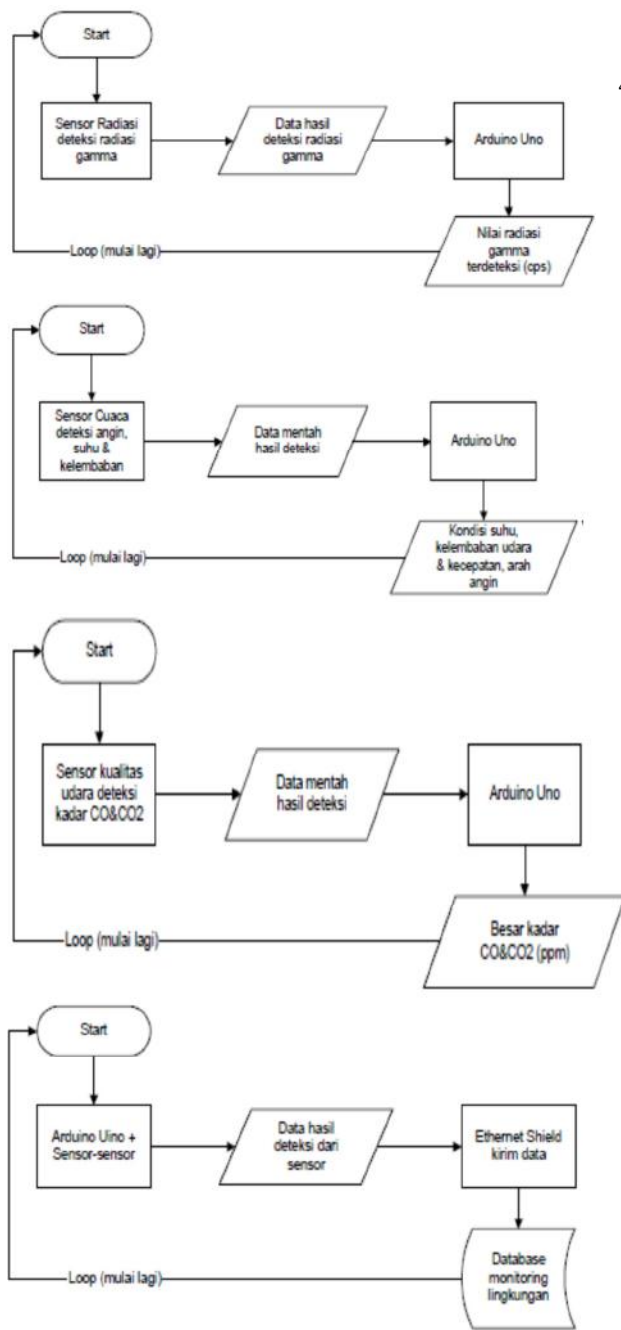 Start
Sensor Radiasi
deteksi radiasi
gamma
Data hasil
deteksi radiasi
gamma
Arduino Uno
Nilai radiasi
gamma
terdeteksi (cps)
Loop (mulai lagi)
Start
Sensor Cuaca
deteksi angin,
suhu &
kelembaban
Data mentah
hasil deteksi
Arduino Uno
Kondisi suhu,
kelembaban udara
& kecepatan, arah
angin
Loop (mulai lagi)
Start
Sensor kualitas
udara deteksi
kadar CO&CO2
Data mentah
hasil deteksi
Arduino Uno
Besar kadar
CO&CO2 (ppm)
Loop (mulai lagi)
Start
Arduino Uino +
Sensor-sensor
Data hasil
deteksi dari
sensor
Ethernet Shield
kirim data
Database
monitoring
lingkungan
Loop (mulai lagi)